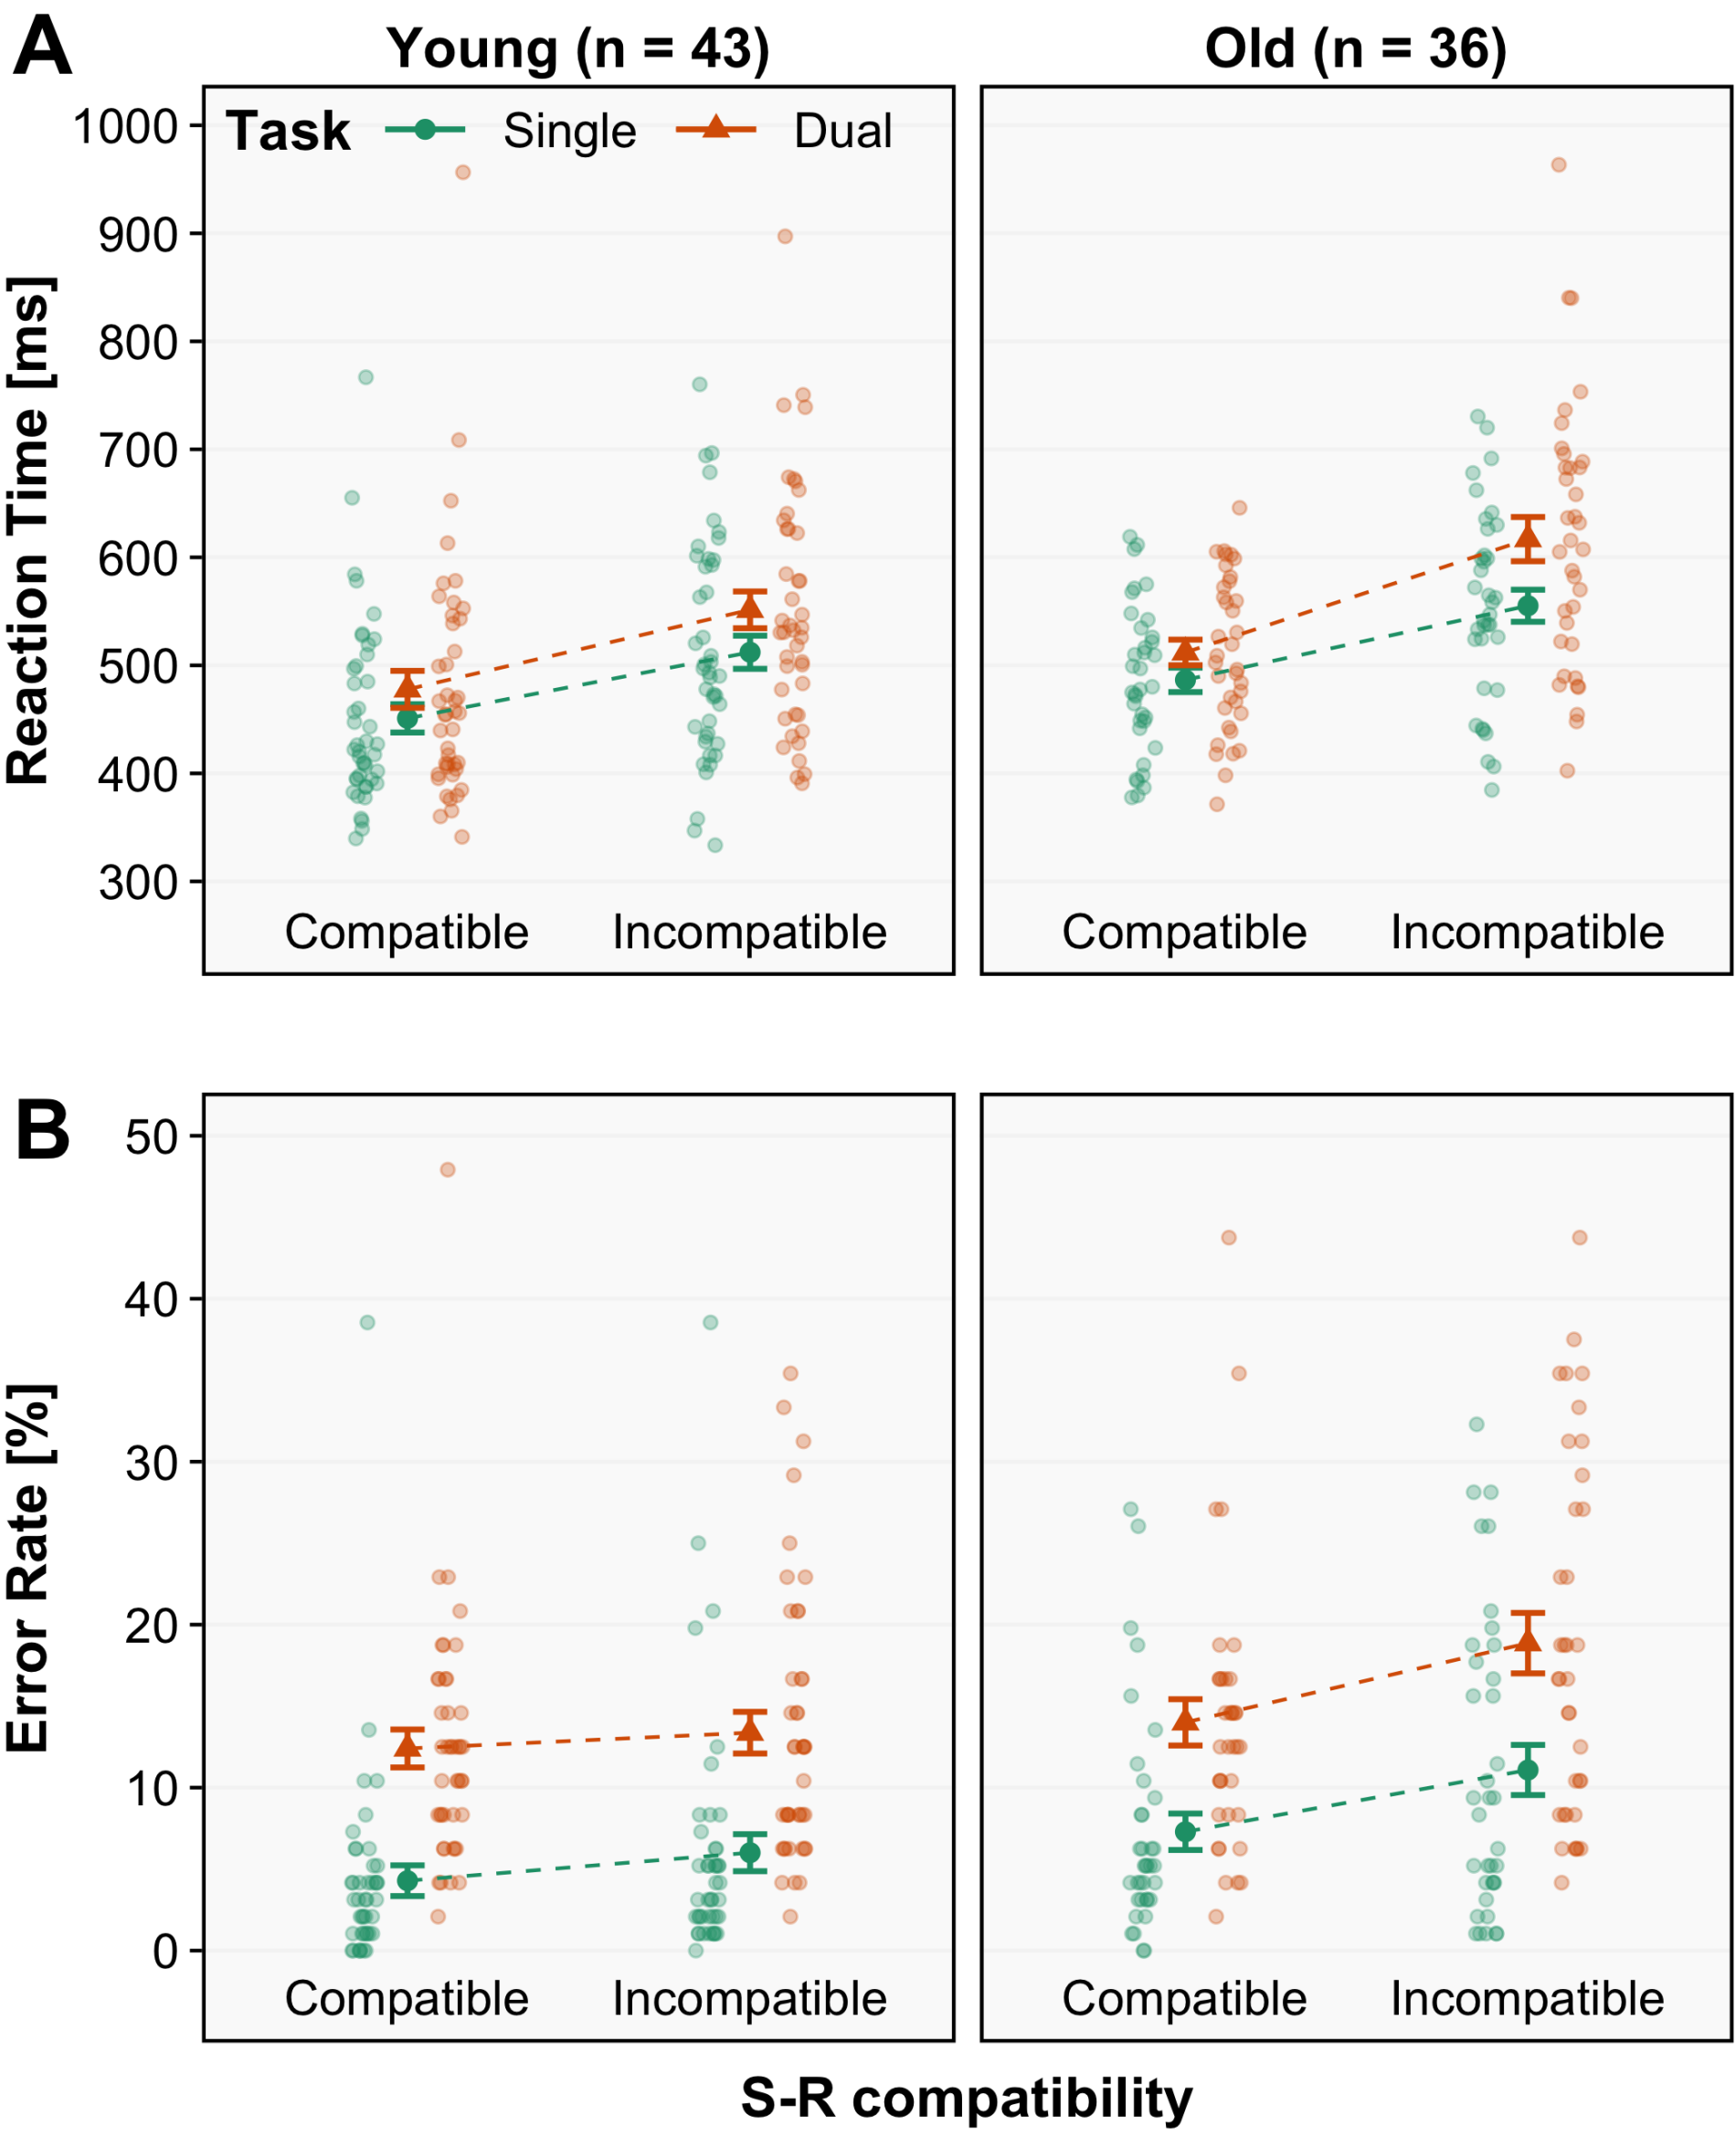 A
Young (n = 43)
Old (n = 36)
Task Single Dual
Reaction Time [ms]
1000
900
800
700
600
500
400
300
Compatible Incompatible
Compatible Incompatible
B
Error Rate [%]
50
40
30
20
10
0
Compatible Incompatible
Compatible Incompatible
S-R compatibility